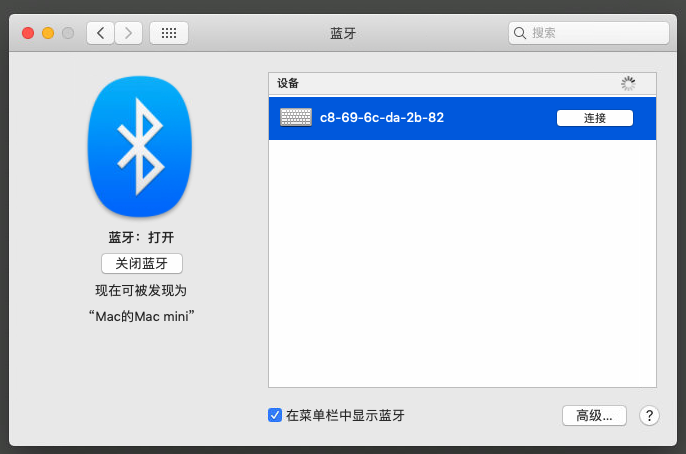 蓝牙
搜索
设备
c8-69-6c-da-2b-82
连接
蓝牙：打开
关闭蓝牙
现在可被发现为
“Mac的Mac mini”
在菜单栏中显示蓝牙
高级...
?